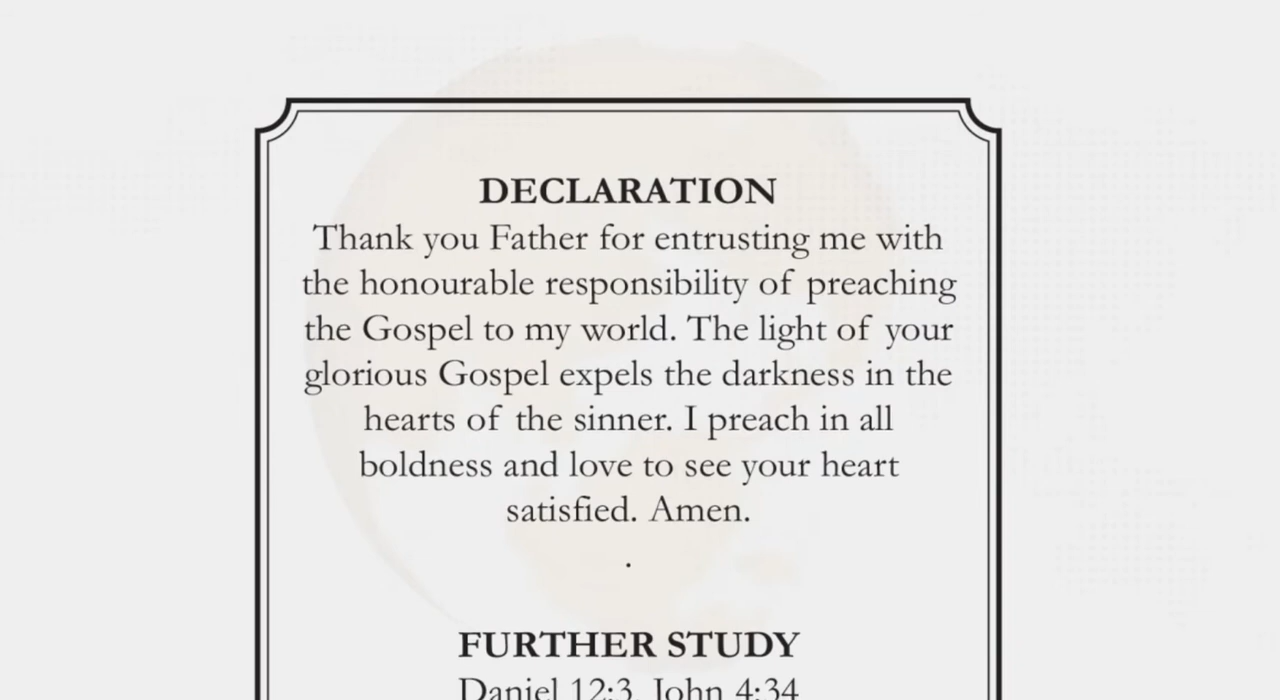 DECLARATION
Thank you Father for entrusting me with
the honourable responsibility of preaching
the Gospel to my world. The light of your
glorious Gospel expels the darkness in the
hearts of the sinner. I preach in all
boldness and love to see your heart
satisfied. Amen.
.
FURTHER STUDY
Daniel 12:3, John 4:34